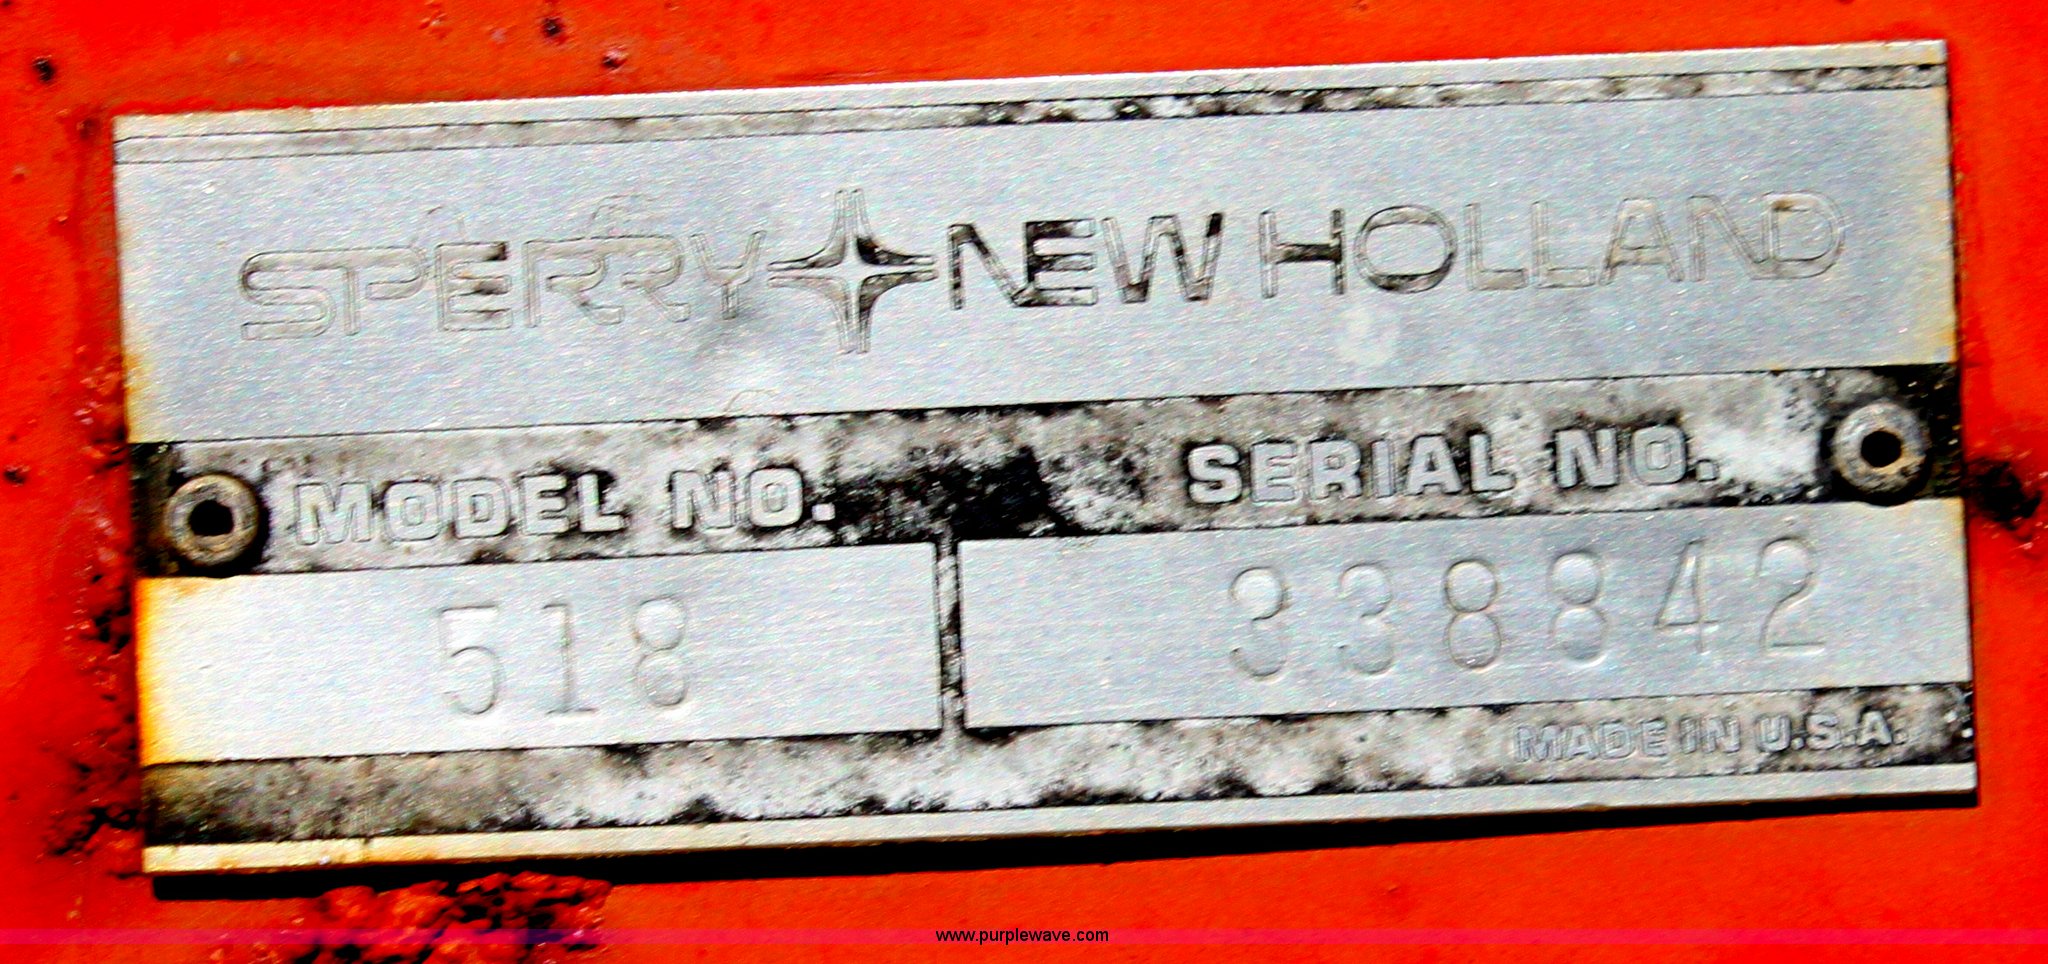 SPERRY NEW HOLLAND
MODEL NO. SERIAL NO.
518 338842
MADE IN U.S.A.
www.purplewave.com